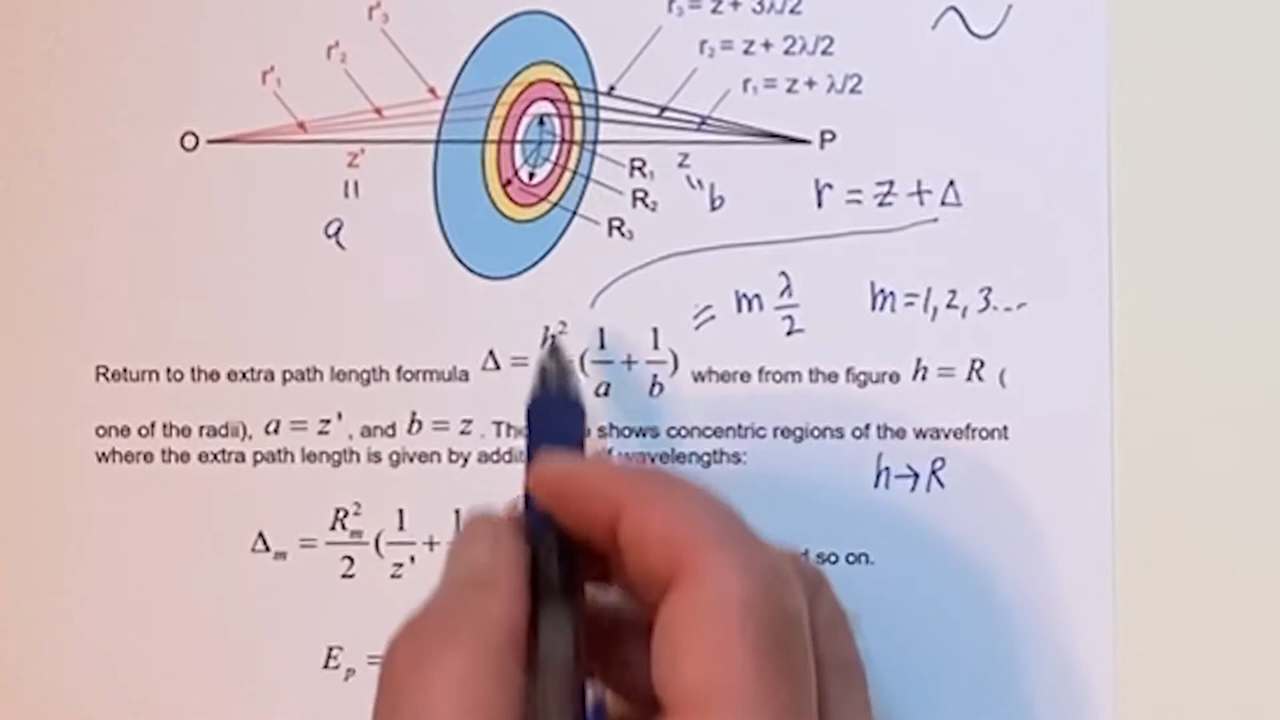 r'₃
r₃ = z + 3λ/2
r'₂
r₂ = z + 2λ/2
r'₁
r₁ = z + λ/2
O
P
z'
R₁
z
=
R₂
"b
r = z + Δ
a
R₃
= m λ/2 m=1,2,3...
Return to the extra path length formula Δ = h² (1/a + 1/b) where from the figure h = R (
one of the radii), a = z', and b = z. shows concentric regions of the wavefront
where the extra path length is given by wavelengths:
h→R
Δₘ = R²ₘ/2 (1/z' +
so on.
Eₚ =